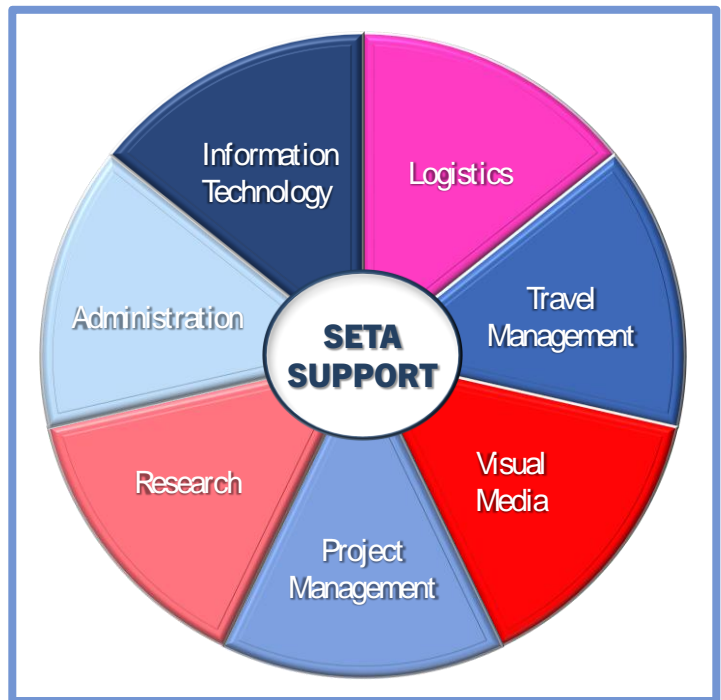 Information
Technology
Logistics
Administration
SETA
SUPPORT
Travel
Management
Research
Visual
Media
Project
Management